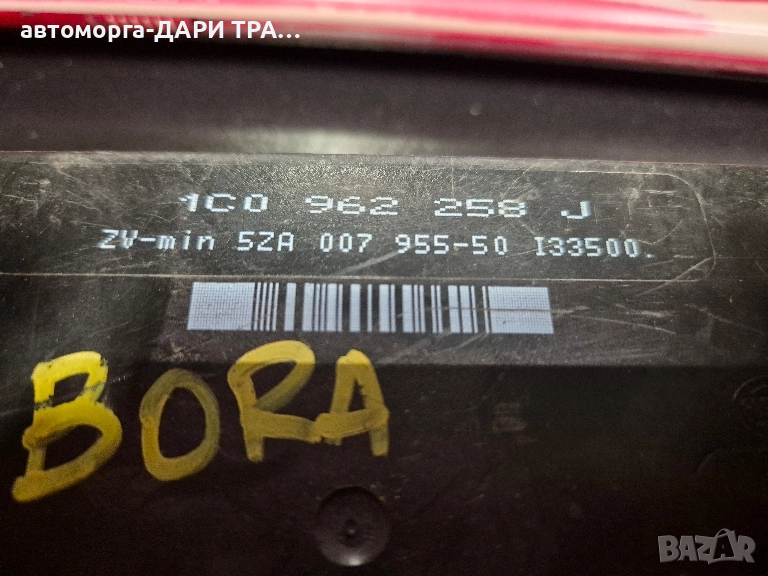 автоморга-ДАРИ ТРА...
1C0 962 258 J
ZV-min 5ZA 007 955-50 I33500.
BORA
BAZAR